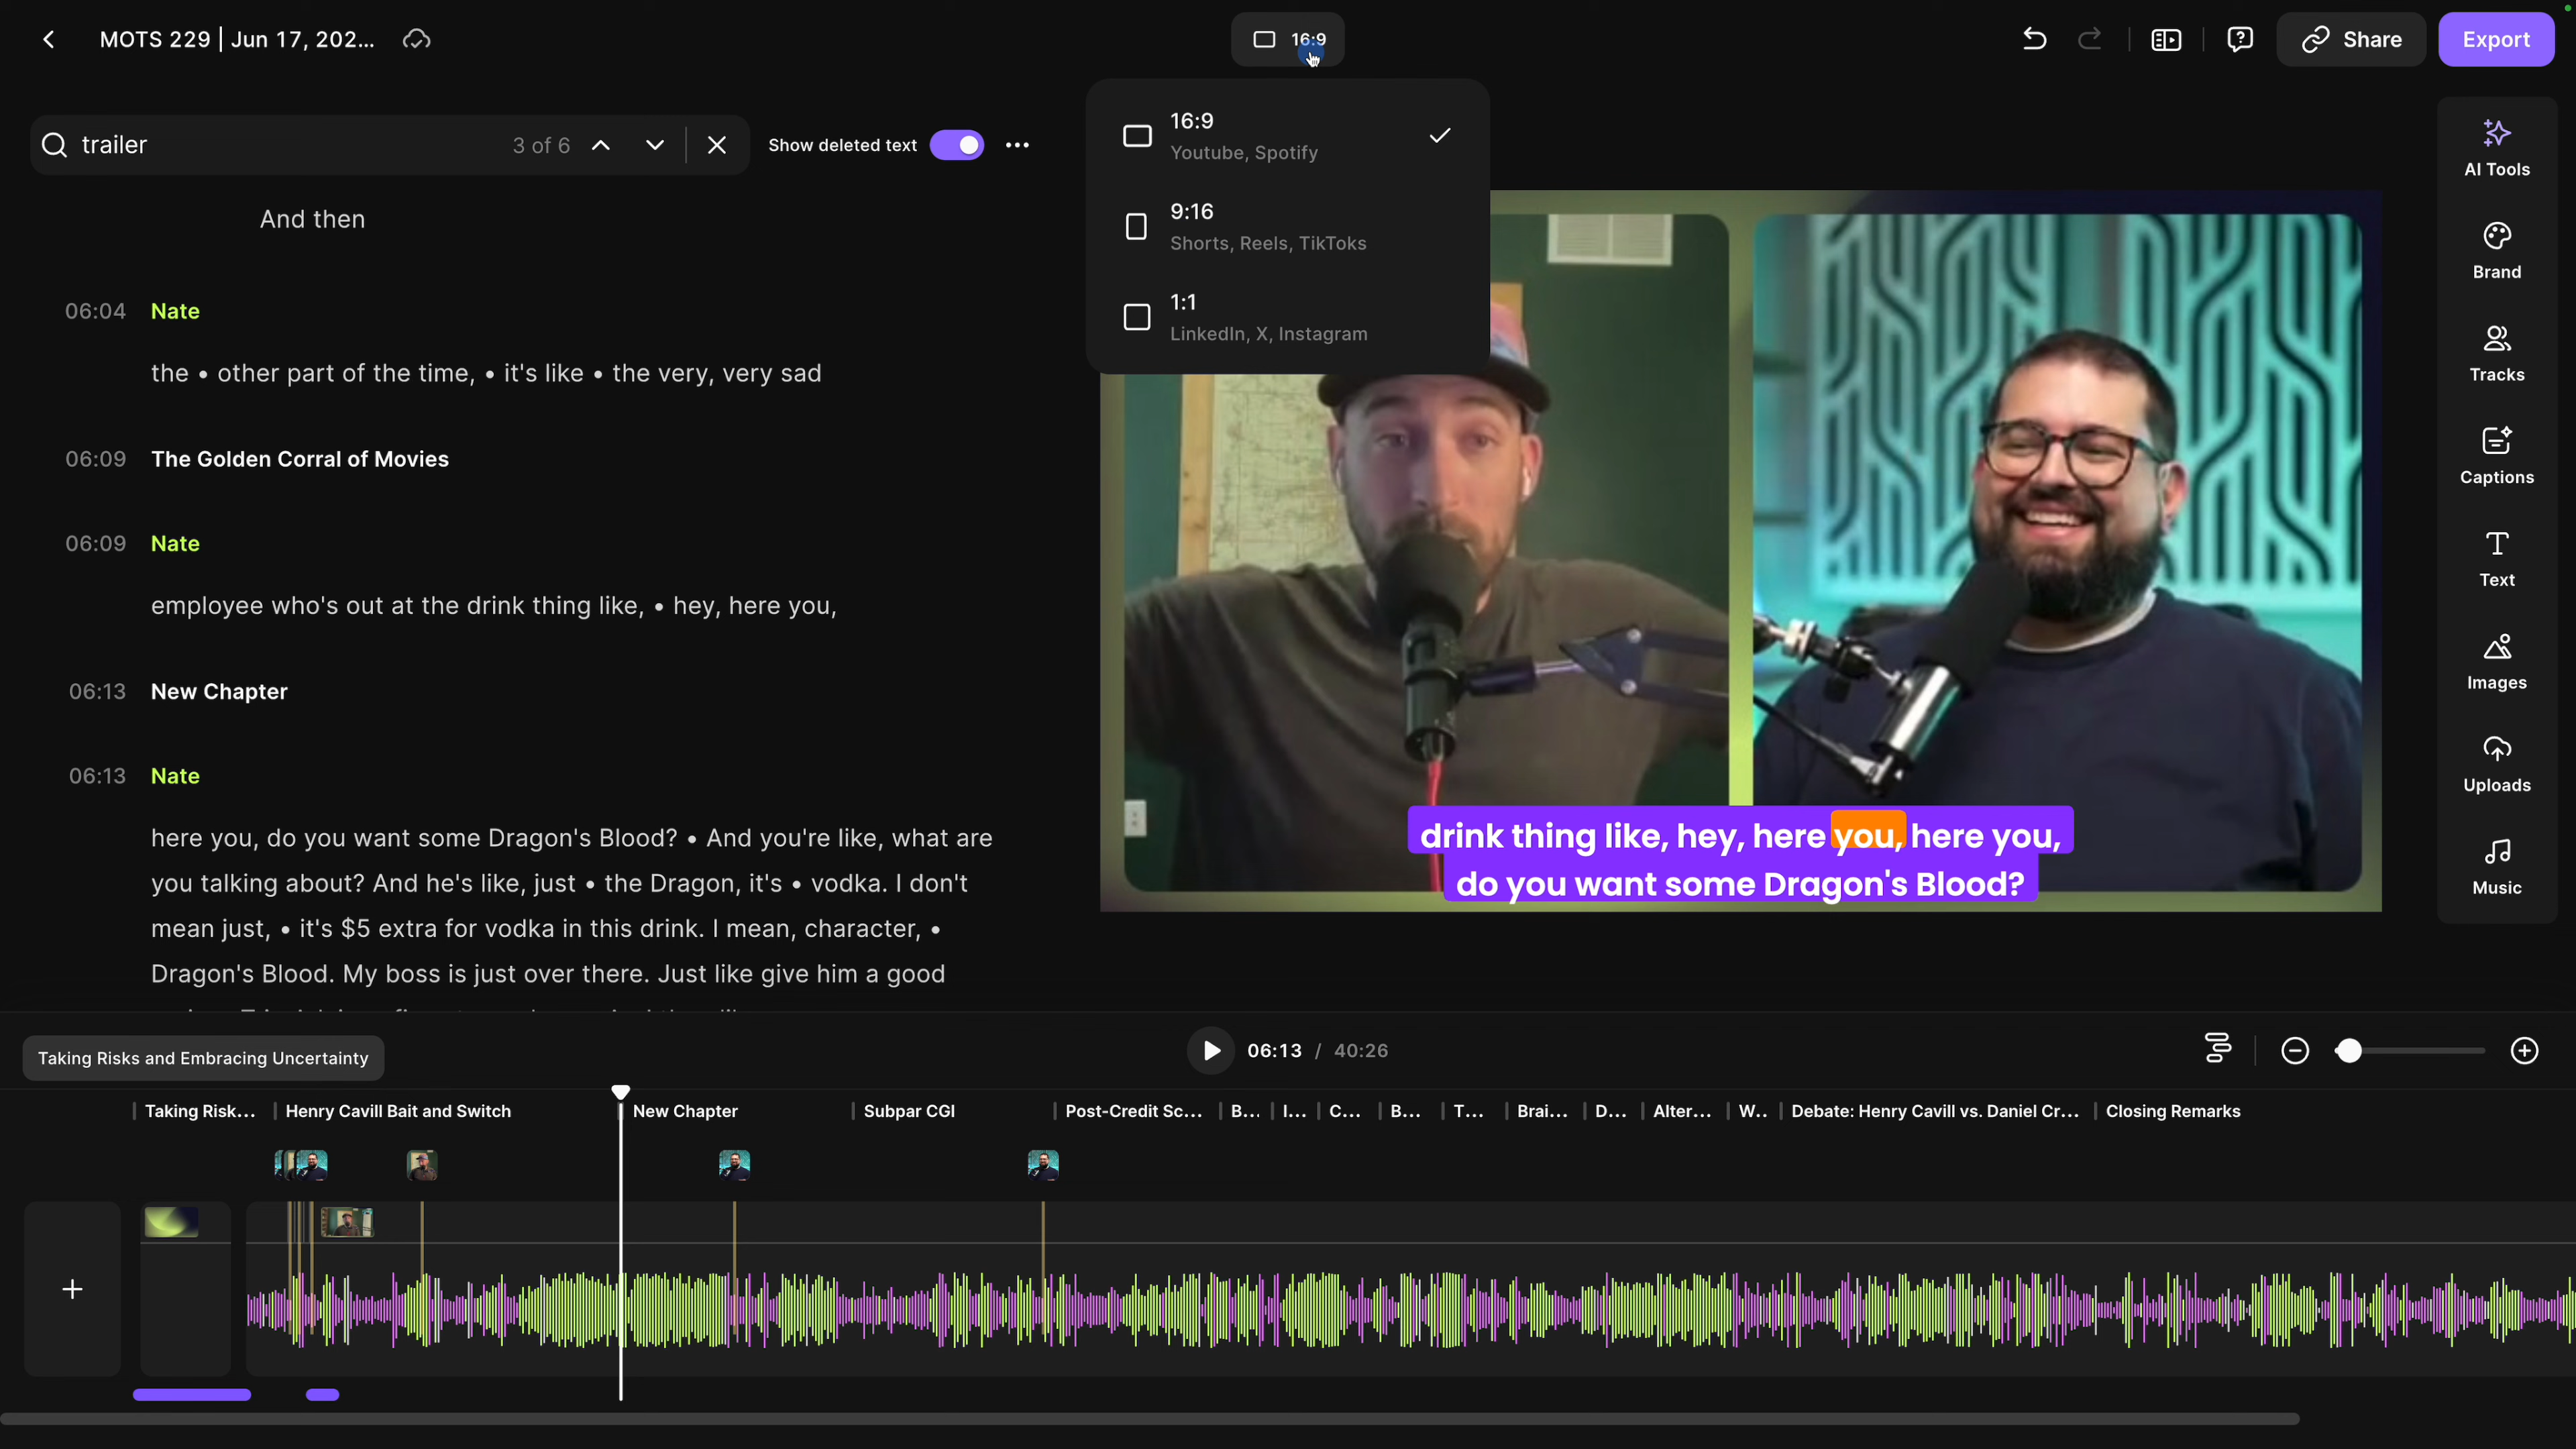 MOTS 229 | Jun 17, 202...
16:9
Share
Export
trailer
3 of 6
Show deleted text
16:9
Youtube, Spotify
9:16
Shorts, Reels, TikToks
1:1
LinkedIn, X, Instagram
And then
06:04 Nate
the • other part of the time, • it's like • the very, very sad
06:09 The Golden Corral of Movies
06:09 Nate
employee who's out at the drink thing like, • hey, here you,
06:13 New Chapter
06:13 Nate
here you, do you want some Dragon's Blood? • And you're like, what are
you talking about? And he's like, just • the Dragon, it's • vodka. I don't
mean just, • it's $5 extra for vodka in this drink. I mean, character, •
Dragon's Blood. My boss is just over there. Just like give him a good
drink thing like, hey, here you, here you,
do you want some Dragon's Blood?
AI Tools
Brand
Tracks
Captions
Text
Images
Uploads
Music
Taking Risks and Embracing Uncertainty
06:13 / 40:26
Taking Risk...
Henry Cavill Bait and Switch
New Chapter
Subpar CGI
Post-Credit Sc...
B...
I...
C...
B...
T...
Brai...
D...
Alter...
W..
Debate: Henry Cavill vs. Daniel Cr...
Closing Remarks